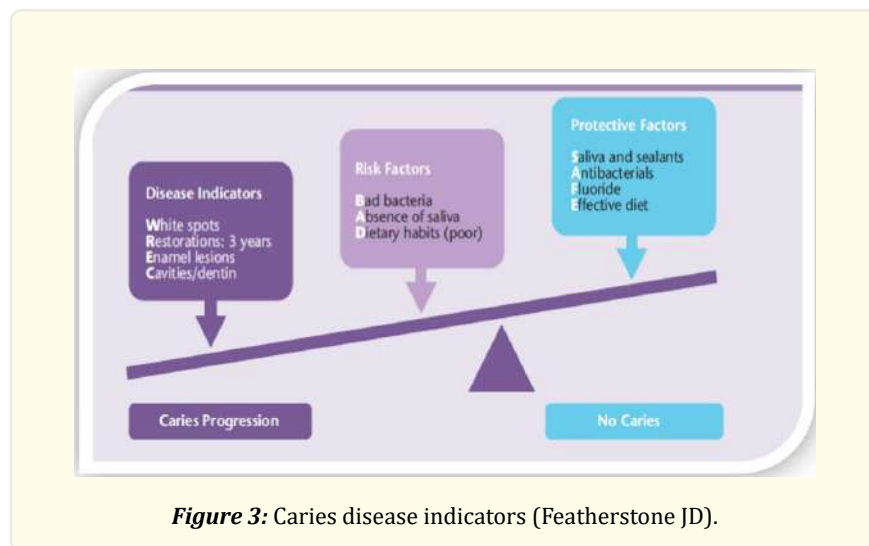 Disease Indicators
White spots
Restorations: 3 years
Enamel lesions
Cavities/dentin
Risk Factors
Bad bacteria
Absence of saliva
Dietary habits (poor)
Protective Factors
Saliva and sealants
Antibacterials
Fluoride
Effective diet
Caries Progression
No Caries
Figure 3: Caries disease indicators (Featherstone JD).